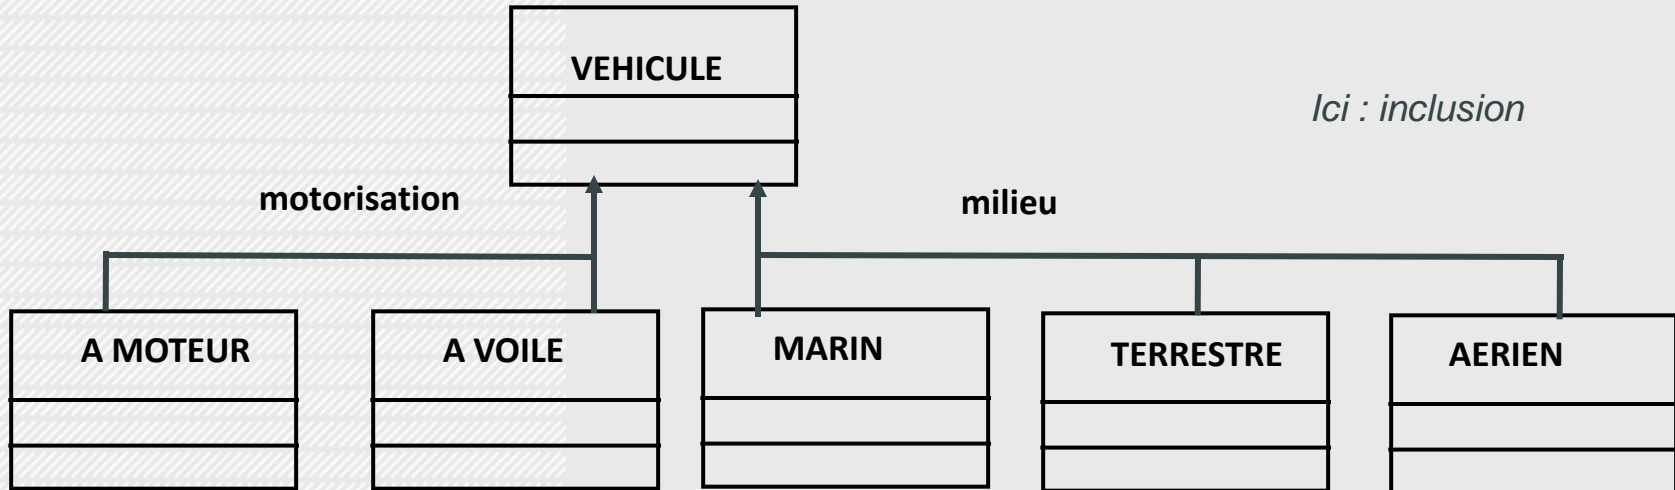 VEHICULE
Ici : inclusion
motorisation
milieu
A MOTEUR
A VOILE
MARIN
TERRESTRE
AERIEN